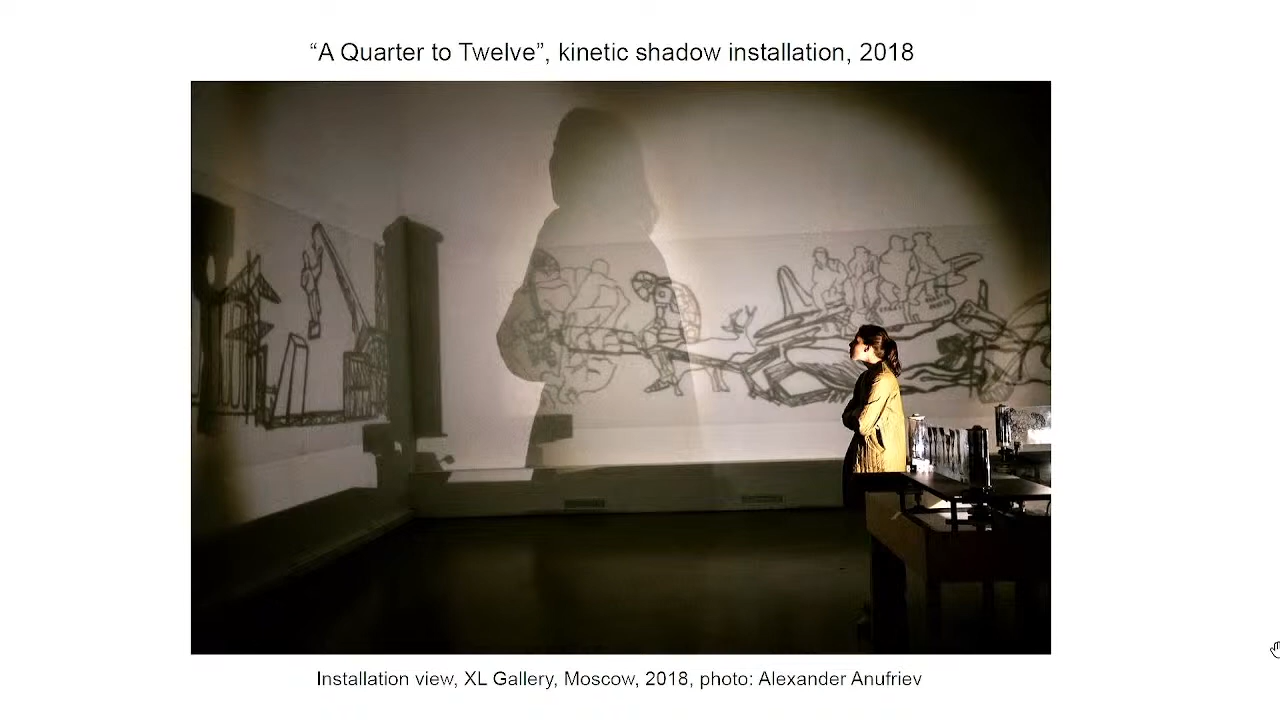 “A Quarter to Twelve”, kinetic shadow installation, 2018
Installation view, XL Gallery, Moscow, 2018, photo: Alexander Anufriev